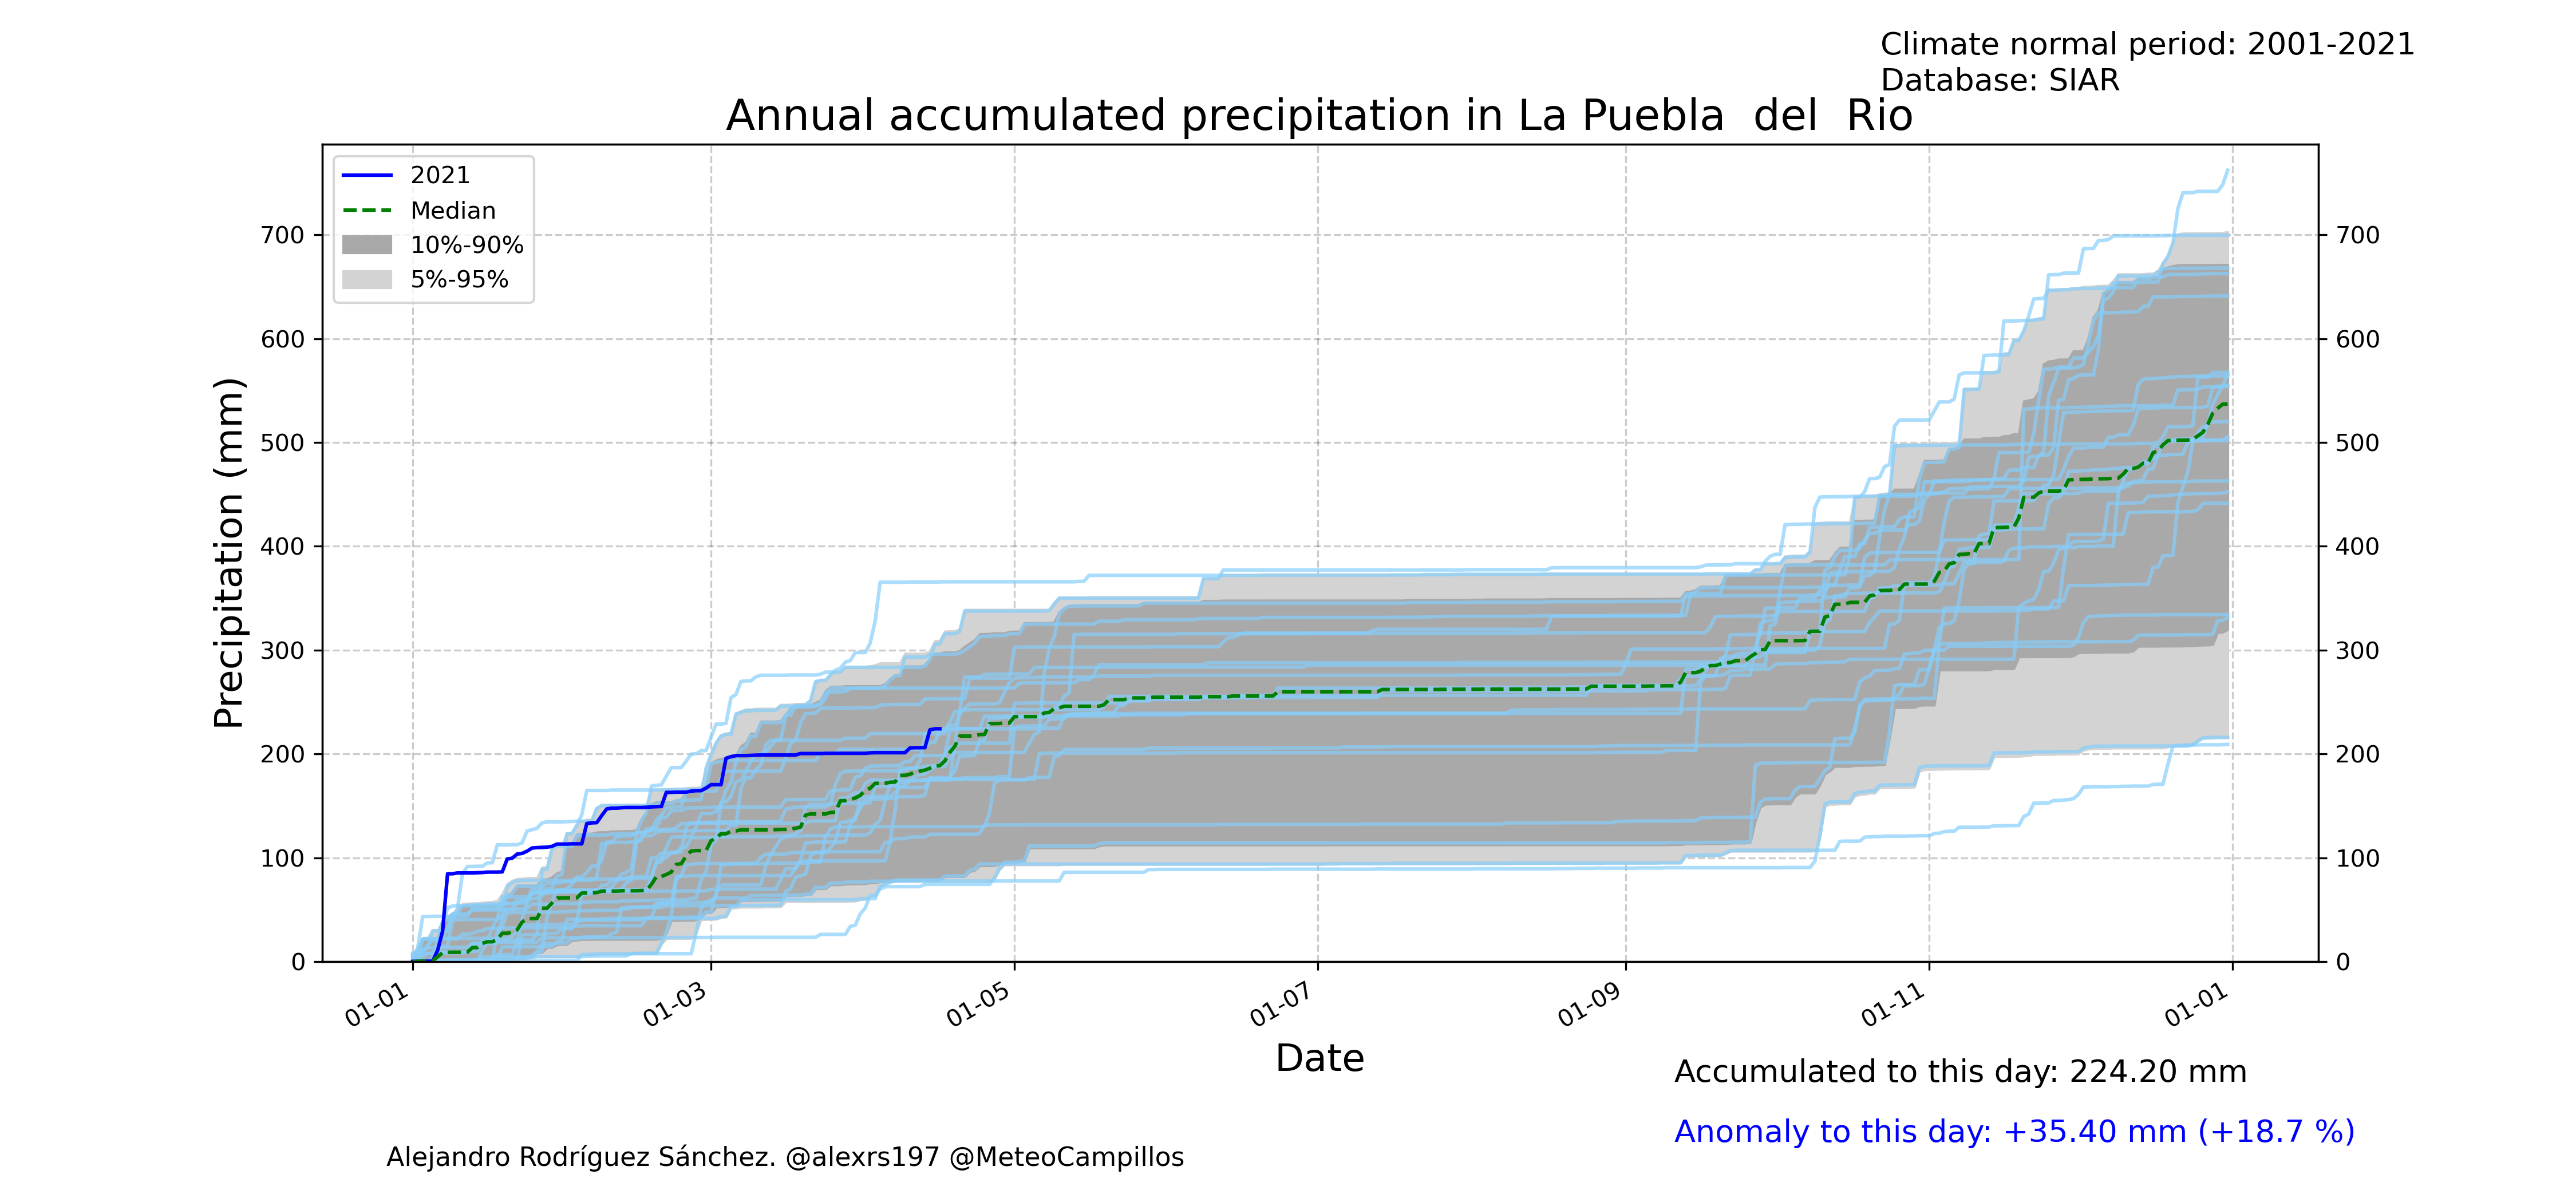 Climate normal period: 2001-2021
Database: SIAR
Annual accumulated precipitation in La Puebla  del  Rio
2021
Median
10%-90%
5%-95%
Precipitation (mm)
700
600
500
400
300
200
100
0
700
600
500
400
300
200
100
0
01-01
01-03
01-05
01-07
01-09
01-11
01-01
Date
Accumulated to this day: 224.20 mm
Anomaly to this day: +35.40 mm (+18.7 %)
Alejandro Rodríguez Sánchez. @alexrs197 @MeteoCampillos